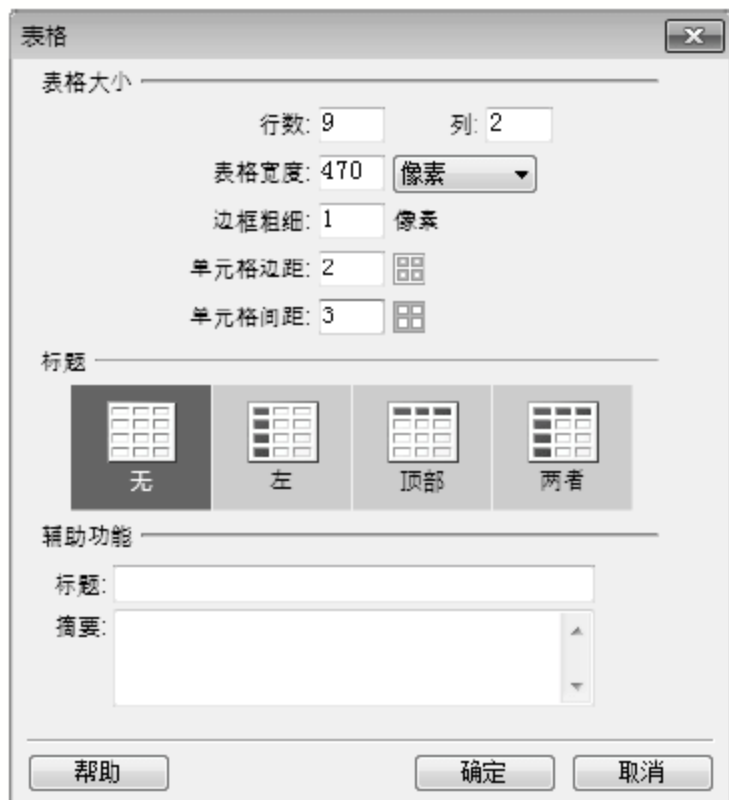 表格
表格大小
行数: 9 列: 2
表格宽度: 470 像素
边框粗细: 1 像素
单元格边距: 2
单元格间距: 3
标题
无 左 顶部 两者
辅助功能
标题:
摘要:
帮助 确定 取消